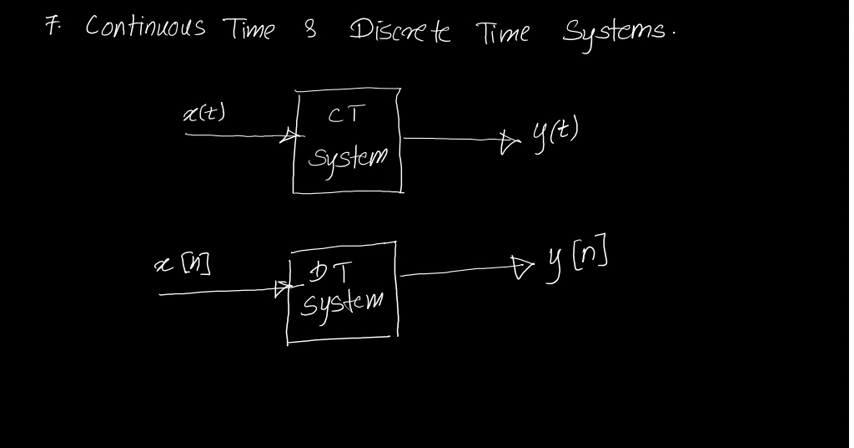 7. Continuous Time & Discrete Time Systems.
x(t)
CT
System
y(t)
x[n]
DT
System
y[n]